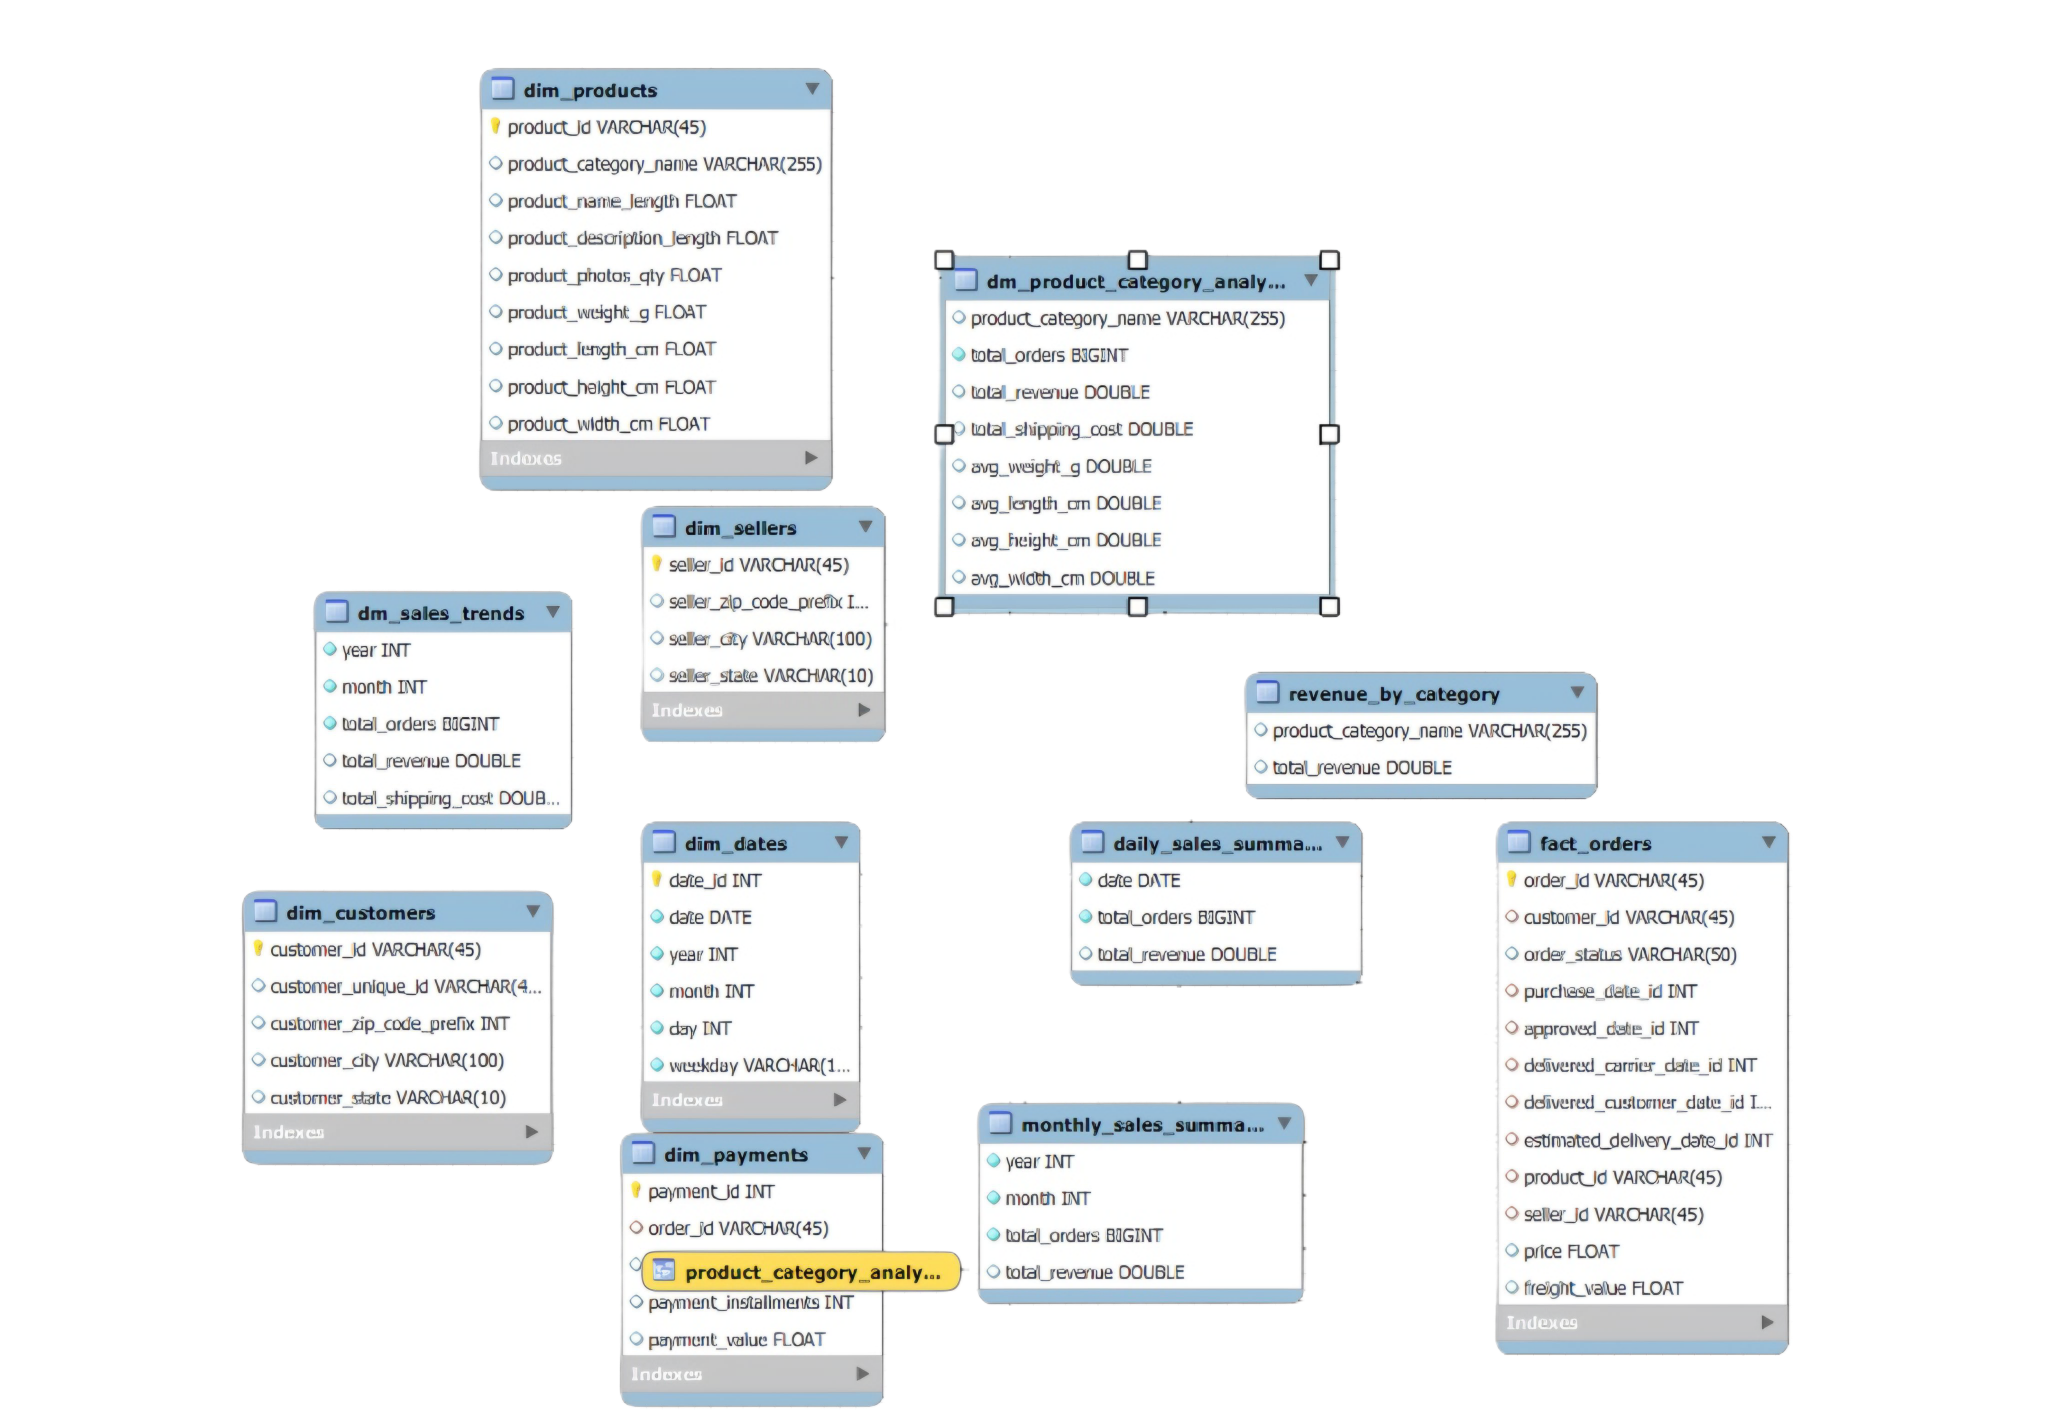 dim_products
product_id VARCHAR(45)
product_category_name VARCHAR(255)
product_name_length FLOAT
product_description_length FLOAT
product_photos_qty FLOAT
product_weight_g FLOAT
product_length_cm FLOAT
product_height_cm FLOAT
product_width_cm FLOAT
Indexes
dm_product_category_analy...
product_category_name VARCHAR(255)
total_orders BIGINT
total_revenue DOUBLE
total_shipping_cost DOUBLE
avg_weight_g DOUBLE
avg_length_cm DOUBLE
avg_height_cm DOUBLE
avg_width_cm DOUBLE
dim_sellers
seller_id VARCHAR(45)
seller_zip_code_prefix I...
seller_city VARCHAR(100)
seller_state VARCHAR(10)
Indexes
dm_sales_trends
year INT
month INT
total_orders BIGINT
total_revenue DOUBLE
total_shipping_cost DOUB...
revenue_by_category
product_category_name VARCHAR(255)
total_revenue DOUBLE
dim_dates
date_id INT
date DATE
year INT
month INT
day INT
weekday VARCHAR(1...
Indexes
daily_sales_summa...
date DATE
total_orders BIGINT
total_revenue DOUBLE
fact_orders
order_id VARCHAR(45)
customer_id VARCHAR(45)
order_status VARCHAR(50)
purchase_date_id INT
approved_date_id INT
delivered_carrier_date_id INT
delivered_customer_date_id I...
estimated_delivery_date_id INT
product_id VARCHAR(45)
seller_id VARCHAR(45)
price FLOAT
freight_value FLOAT
Indexes
dim_customers
customer_id VARCHAR(45)
customer_unique_id VARCHAR(4...
customer_zip_code_prefix INT
customer_city VARCHAR(100)
customer_state VARCHAR(10)
Indexes
dim_payments
payment_id INT
order_id VARCHAR(45)
product_category_analy...
payment_installments INT
payment_value FLOAT
Indexes
monthly_sales_summa...
year INT
month INT
total_orders BIGINT
total_revenue DOUBLE